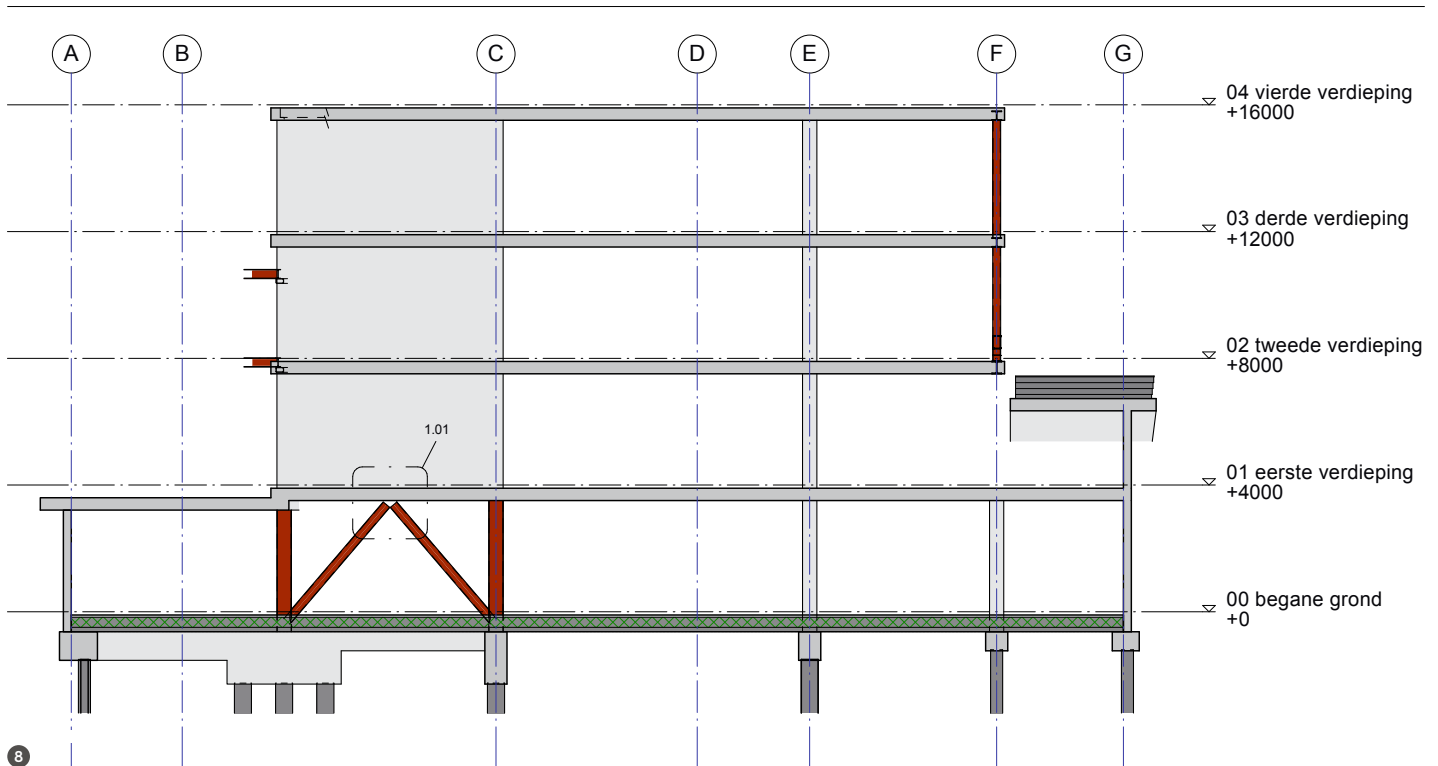 A
B
C
D
E
F
G
04 vierde verdieping
+16000
03 derde verdieping
+12000
02 tweede verdieping
+8000
1.01
01 eerste verdieping
+4000
00 begane grond
+0
8